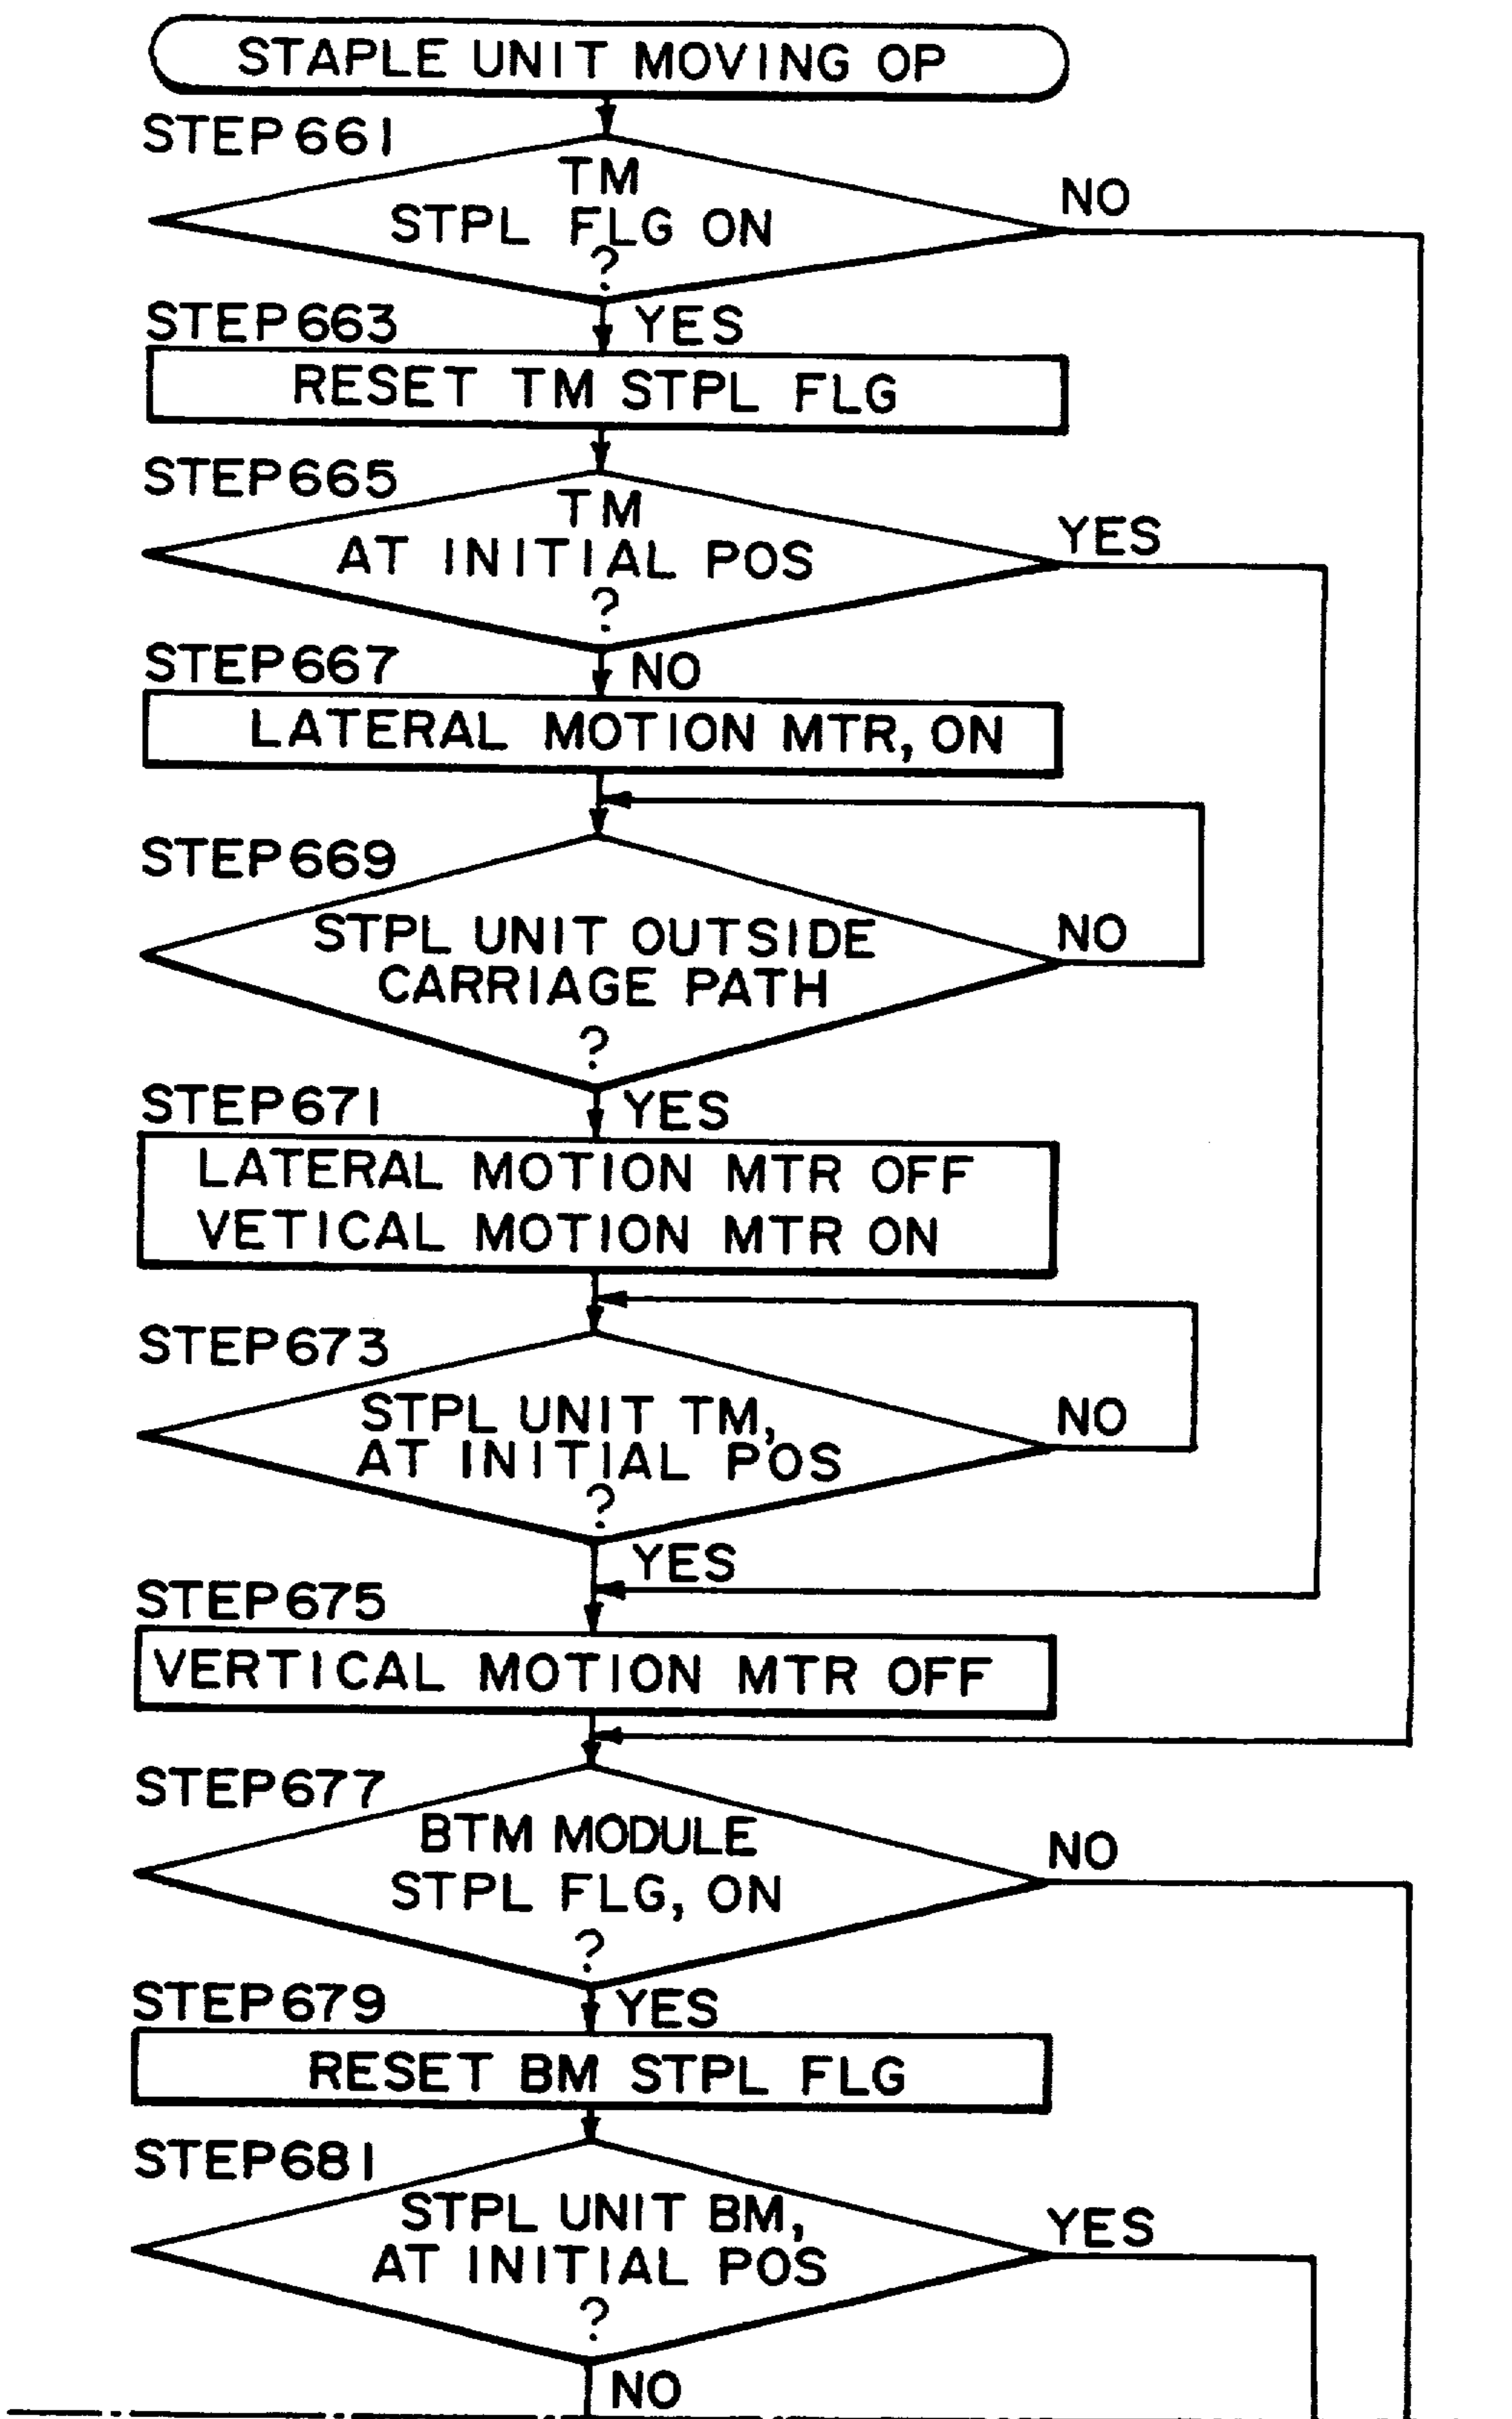 STAPLE UNIT MOVING OP
STEP661
TM
STPL FLG ON
?
NO
YES
STEP663
RESET TM STPL FLG
STEP665
TM
AT INITIAL POS
?
YES
NO
STEP667
LATERAL MOTION MTR, ON
STEP669
STPL UNIT OUTSIDE
CARRIAGE PATH
?
NO
YES
STEP671
LATERAL MOTION MTR OFF
VETICAL MOTION MTR ON
STEP673
STPL UNIT TM,
AT INITIAL POS
?
NO
YES
STEP675
VERTICAL MOTION MTR OFF
STEP677
BTM MODULE
STPL FLG, ON
?
NO
YES
STEP679
RESET BM STPL FLG
STEP681
STPL UNIT BM,
AT INITIAL POS
?
YES
NO